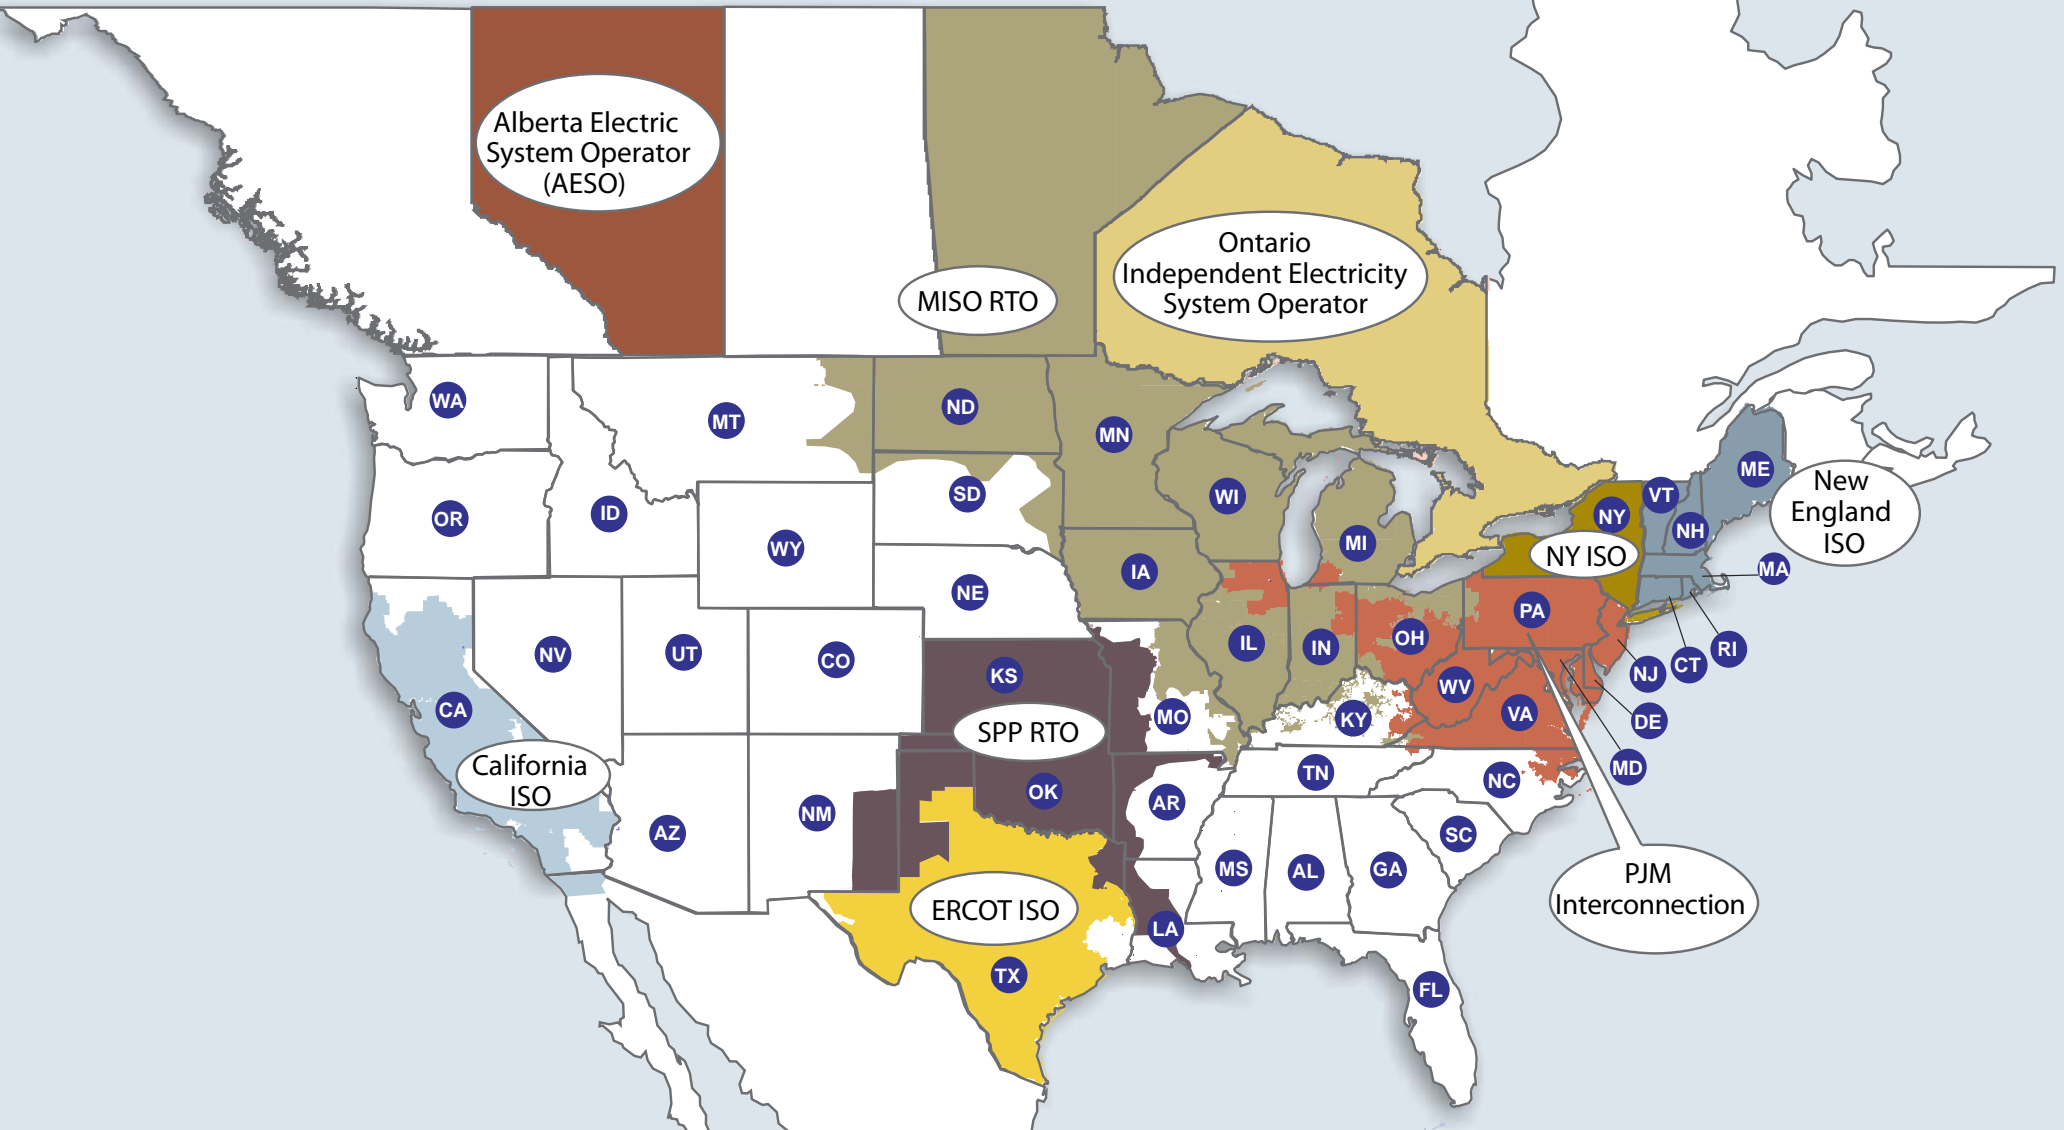 Alberta Electric
System Operator
(AESO)
Ontario
Independent Electricity
System Operator
MISO RTO
WA
MT
ND
MN
ME
OR
ID
SD
WI
VT
NY
NH
New
England
ISO
WY
MI
NY ISO
IA
MA
NE
PA
NV
UT
CO
KS
IL
IN
OH
RI
CT
NJ
CA
WV
VA
MO
KY
DE
SPP RTO
California
ISO
MD
NM
OK
AR
TN
NC
AZ
SC
MS
AL
GA
PJM
Interconnection
ERCOT ISO
LA
TX
FL